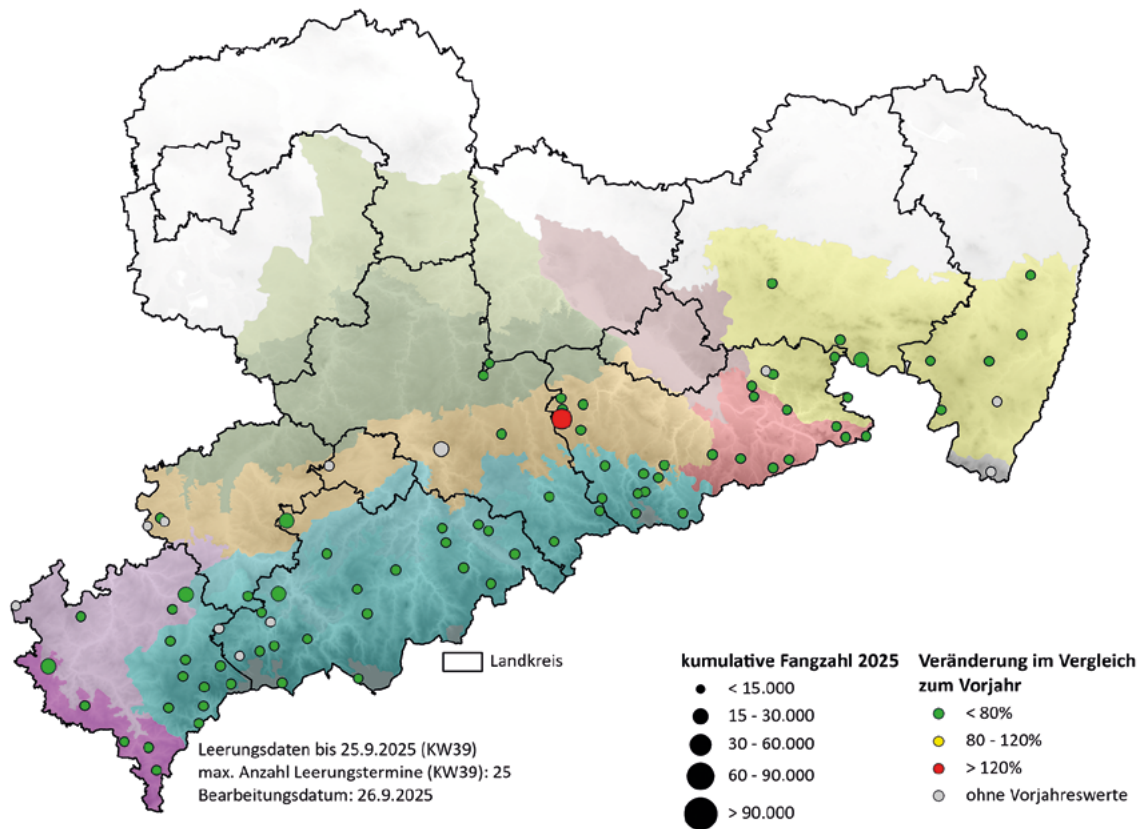 Landkreis
Leerungsdaten bis 25.9.2025 (KW39)
max. Anzahl Leerungstermine (KW39): 25
Bearbeitungsdatum: 26.9.2025
kumulative Fangzahl 2025
< 15.000
15 - 30.000
30 - 60.000
60 - 90.000
> 90.000
Veränderung im Vergleich
zum Vorjahr
< 80%
80 - 120%
> 120%
ohne Vorjahreswerte